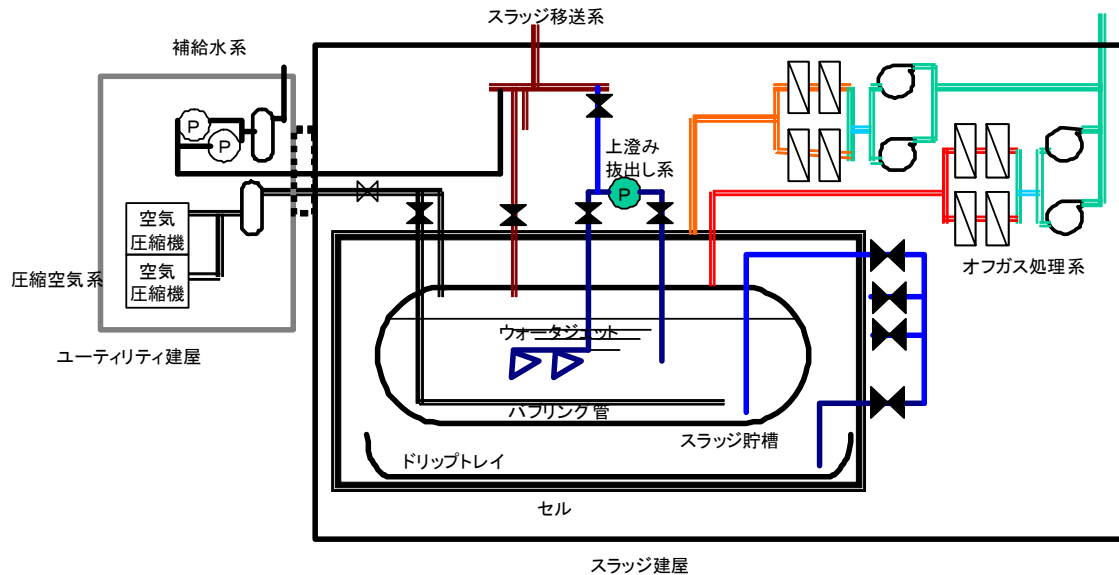 スラッジ移送系
補給水系
P
P
上澄み
抜出し系
P
空気
圧縮機
空気
圧縮機
圧縮空気系
オフガス処理系
ユーティリティ建屋
ウォータジェット
バブリング管
スラッジ貯槽
ドリップトレイ
セル
スラッジ建屋